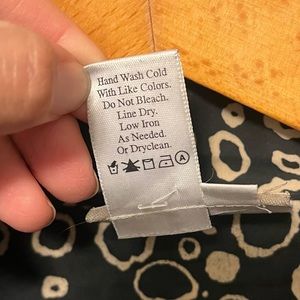 Hand Wash Cold
With Like Colors.
Do Not Bleach.
Line Dry.
Low Iron
As Needed.
Or Dryclean.
A